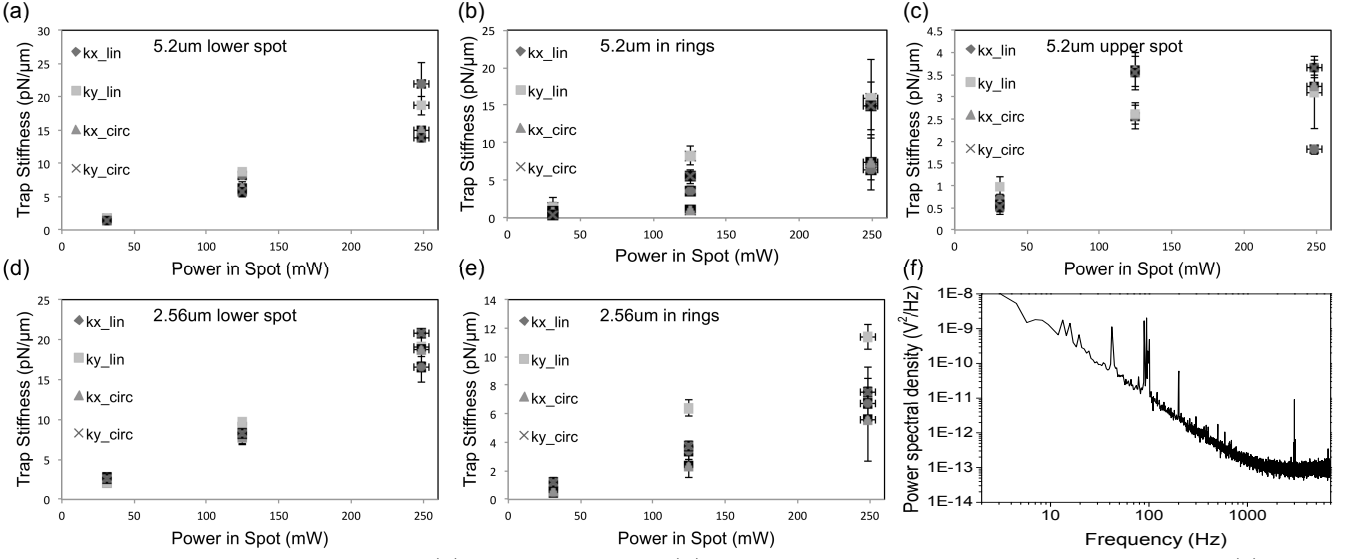 (a)
5.2um lower spot
Trap Stiffness (pN/µm)
30
25
20
15
10
5
0
kx_lin
ky_lin
kx_circ
ky_circ
0 50 100 150 200 250
Power in Spot (mW)
(b)
5.2um in rings
Trap Stiffness (pN/µm)
25
20
15
10
5
0
kx_lin
ky_lin
kx_circ
ky_circ
0 50 100 150 200 250
Power in Spot (mW)
(c)
5.2um upper spot
Trap Stiffness (pN/µm)
4.5
4
3.5
3
2.5
2
1.5
1
0.5
0
kx_lin
ky_lin
kx_circ
ky_circ
0 50 100 150 200 250
Power in Spot (mW)
(d)
2.56um lower spot
Trap Stiffness (pN/µm)
25
20
15
10
5
0
kx_lin
ky_lin
kx_circ
ky_circ
0 50 100 150 200 250
Power in Spot (mW)
(e)
2.56um in rings
Trap Stiffness (pN/µm)
14
12
10
8
6
4
2
0
kx_lin
ky_lin
kx_circ
ky_circ
0 50 100 150 200 250
Power in Spot (mW)
(f)
Power spectral density (V²/Hz)
1E-8
1E-9
1E-10
1E-11
1E-12
1E-13
1E-14
10 100 1000
Frequency (Hz)